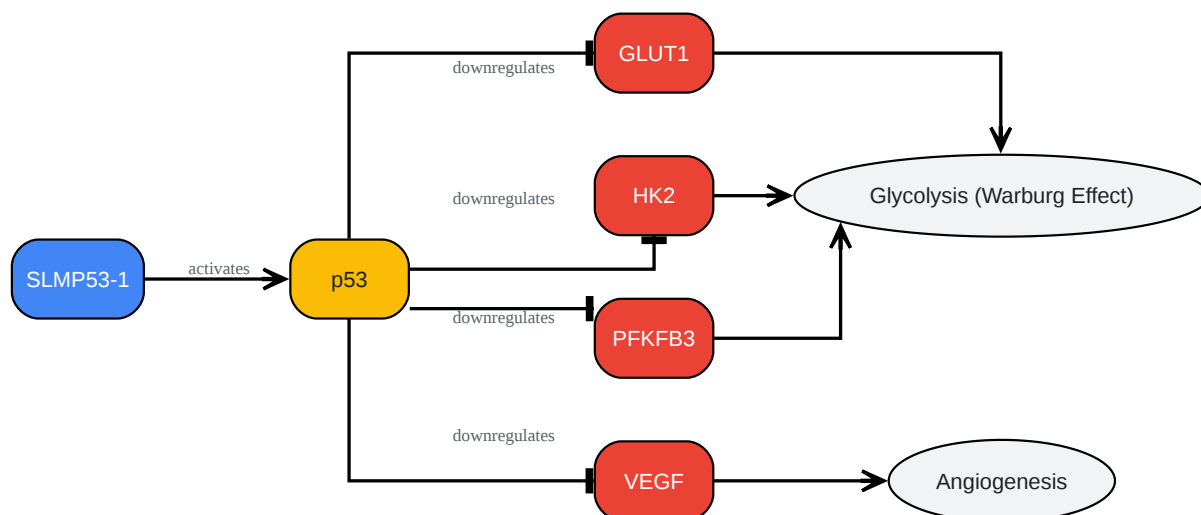 GLUT1
downregulates
downregulates
HK2
Glycolysis (Warburg Effect)
SLMP53-1
activates
p53
downregulates
PFKFB3
downregulates
VEGF
Angiogenesis